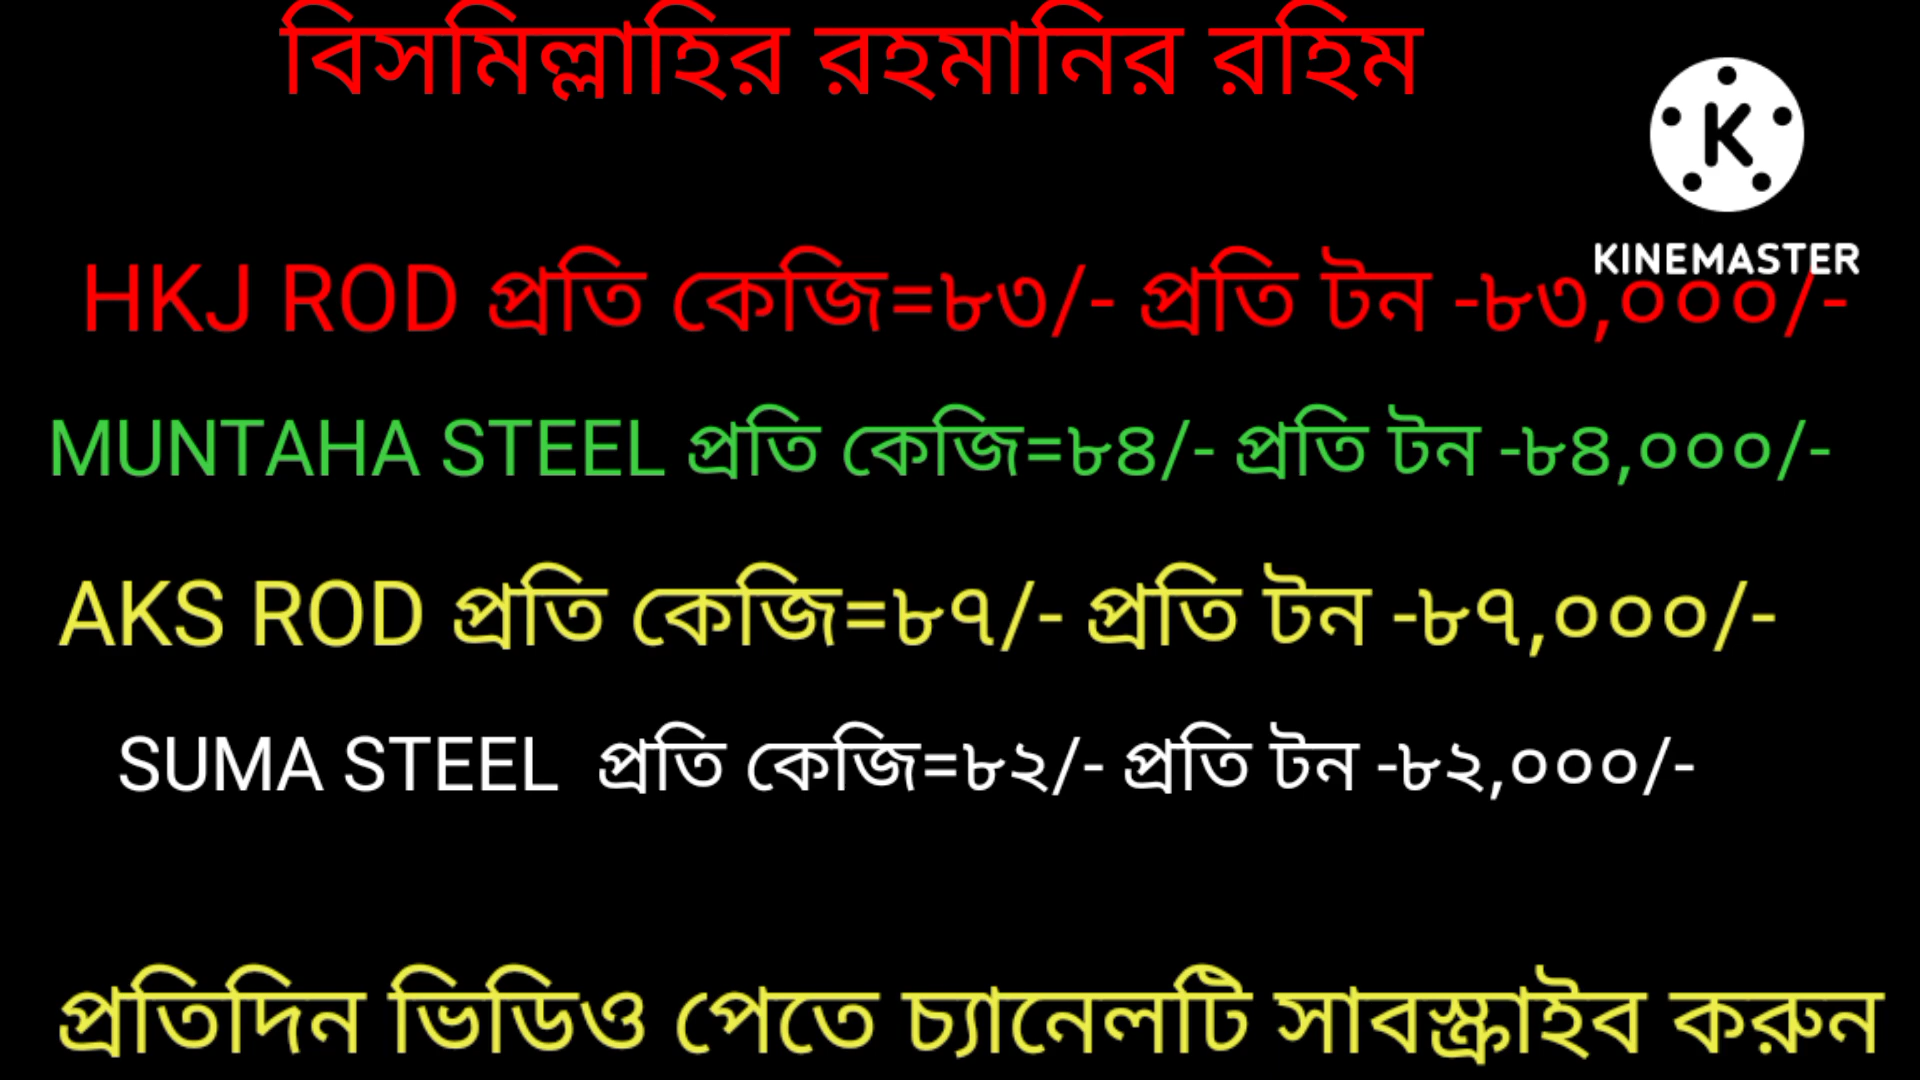 বিসমিল্লাহির রহমানির রহিম
K
KINEMASTER
HKJ ROD প্রতি কেজি=৮৩/- প্রতি টন -৮৩,০০০/-
MUNTAHA STEEL প্রতি কেজি=৮৪/- প্রতি টন -৮৪,০০০/-
AKS ROD প্রতি কেজি=৮৭/- প্রতি টন -৮৭,০০০/-
SUMA STEEL প্রতি কেজি=৮২/- প্রতি টন -৮২,০০০/-
প্রতিদিন ভিডিও পেতে চ্যানেলটি সাবস্ক্রাইব করুন